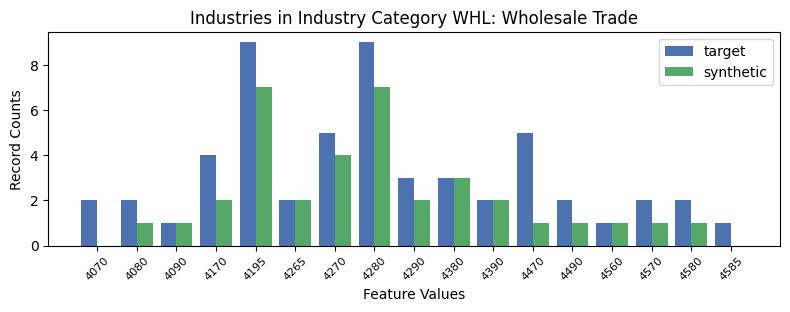 Industries in Industry Category WHL: Wholesale Trade
target
synthetic
Record Counts
8
6
4
2
0
4070 4080 4090 4170 4195 4265 4270 4280 4290 4380 4390 4470 4490 4560 4570 4580 4585
Feature Values